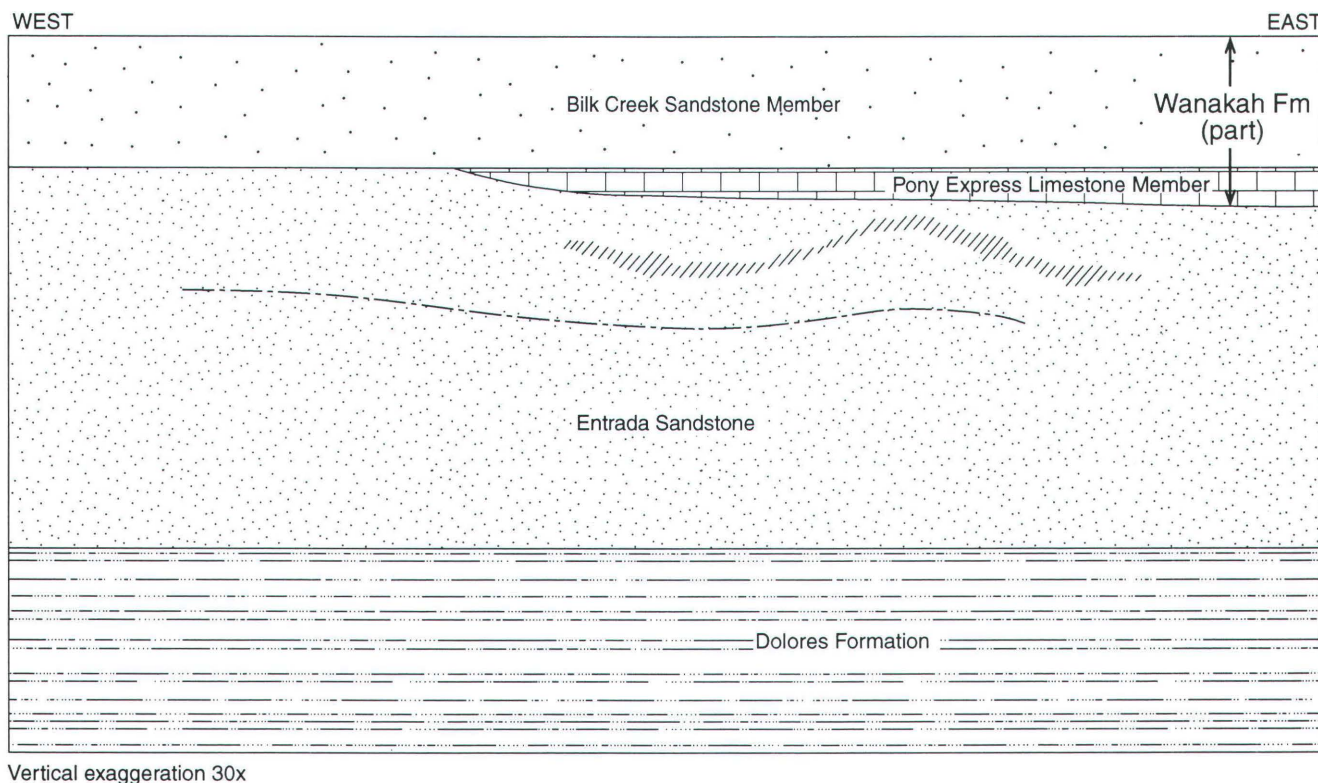 WEST
EAST
Bilk Creek Sandstone Member
Wanakah Fm
(part)
Pony Express Limestone Member
Entrada Sandstone
Dolores Formation
Vertical exaggeration 30x